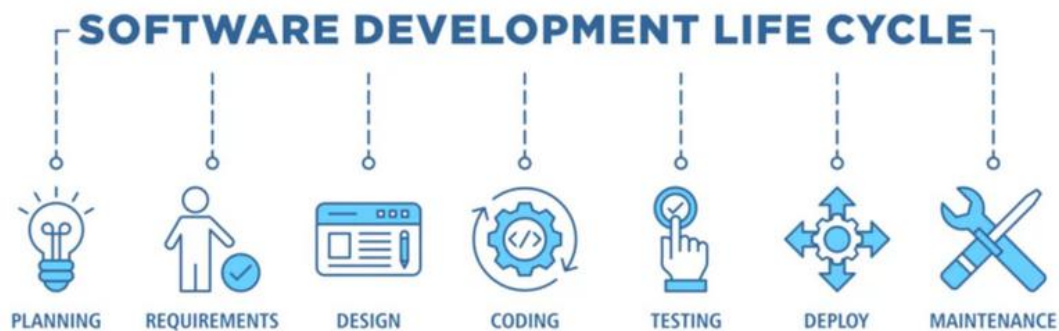 SOFTWARE DEVELOPMENT LIFE CYCLE
</>
PLANNING
REQUIREMENTS
DESIGN
CODING
TESTING
DEPLOY
MAINTENANCE